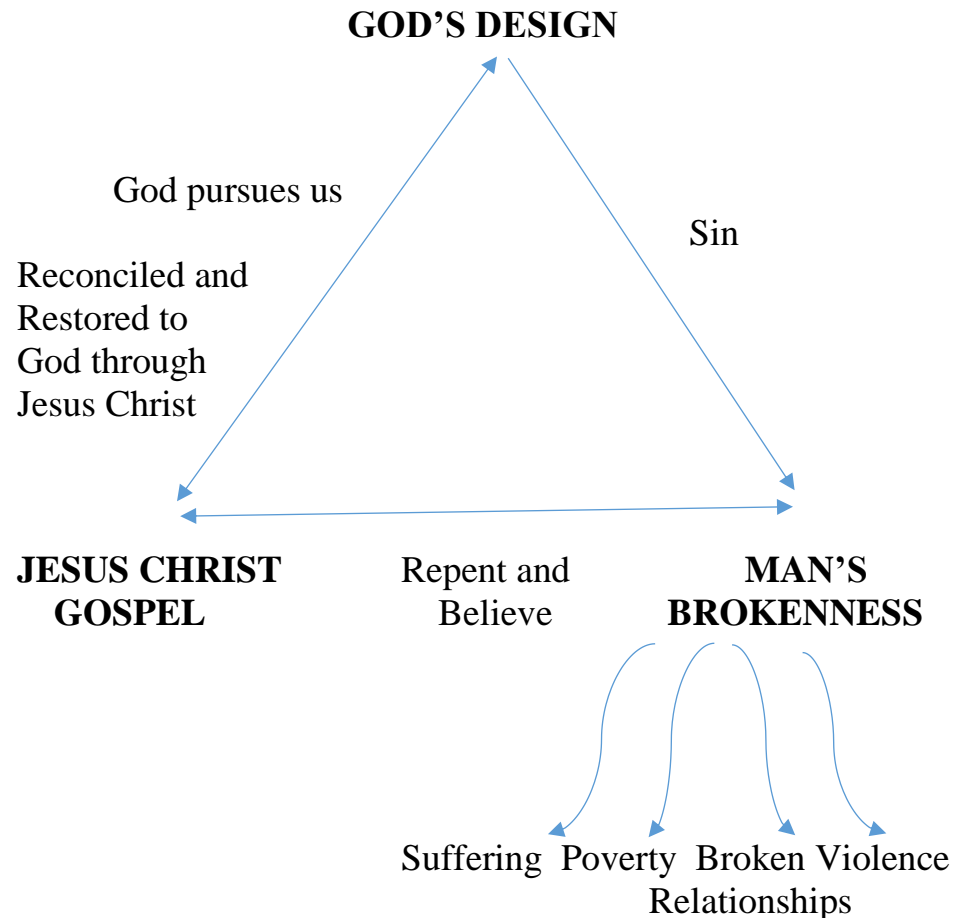 GOD’S DESIGN
God pursues us
Sin
Reconciled and
Restored to
God through
Jesus Christ
JESUS CHRIST
GOSPEL
Repent and
Believe
MAN’S
BROKENNESS
Suffering Poverty Broken Violence
Relationships